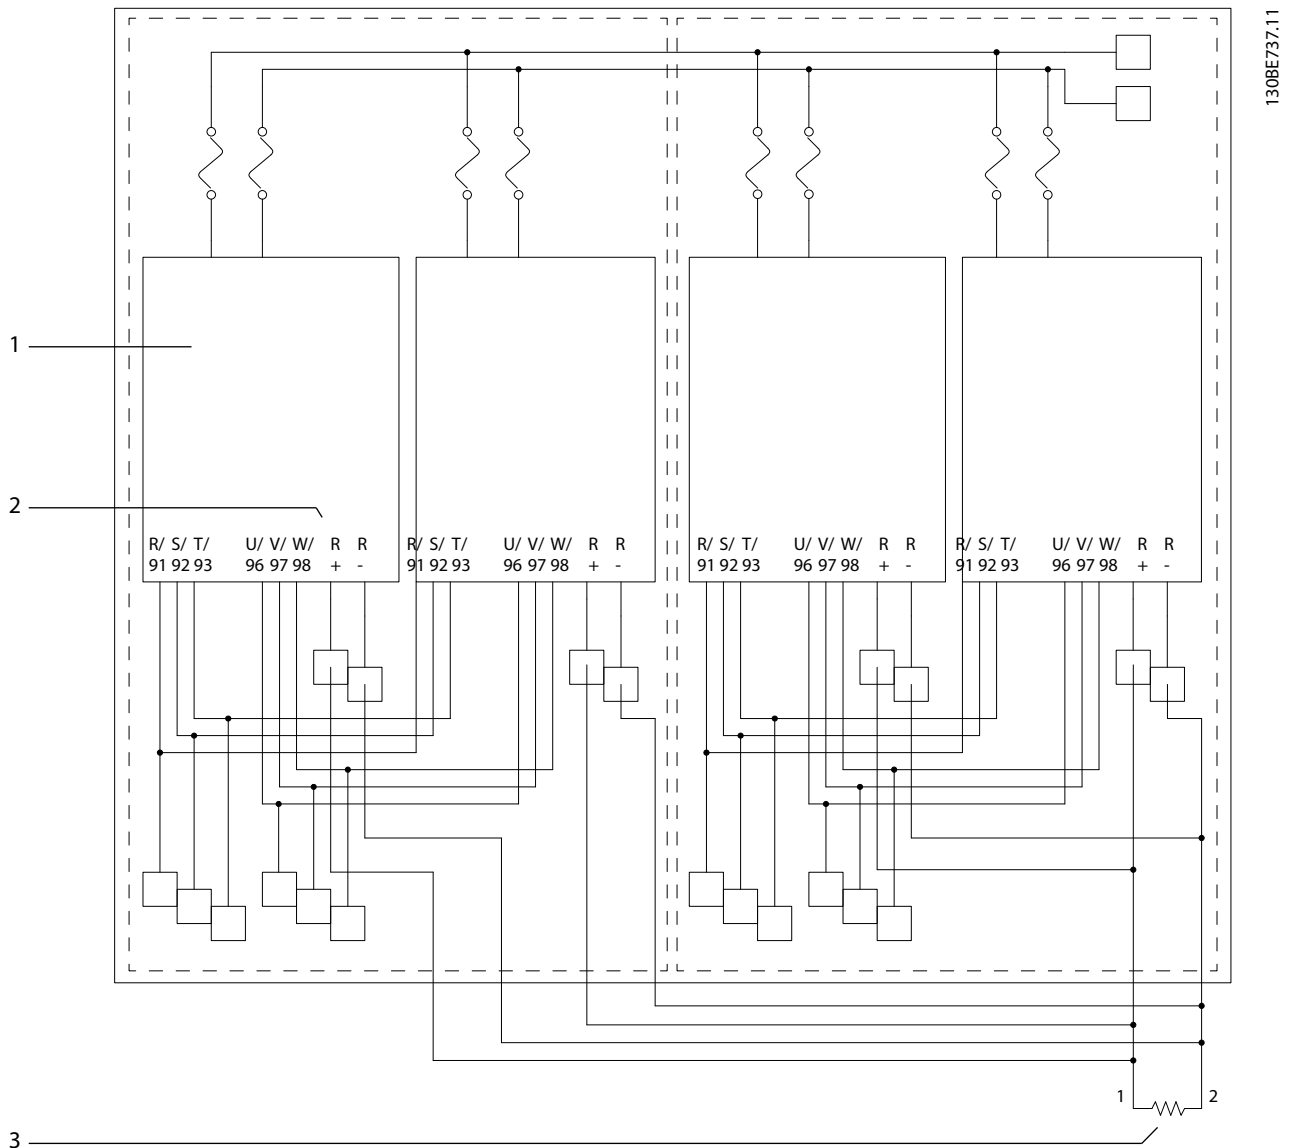 130BE737.11
1
2
R/ S/ T/ U/ V/ W/ R R R/ S/ T/ U/ V/ W/ R R R/ S/ T/ U/ V/ W/ R R R/ S/ T/ U/ V/ W/ R R
91 92 93 96 97 98 + - 91 92 93 96 97 98 + - 91 92 93 96 97 98 + - 91 92 93 96 97 98 + -
1 2
3